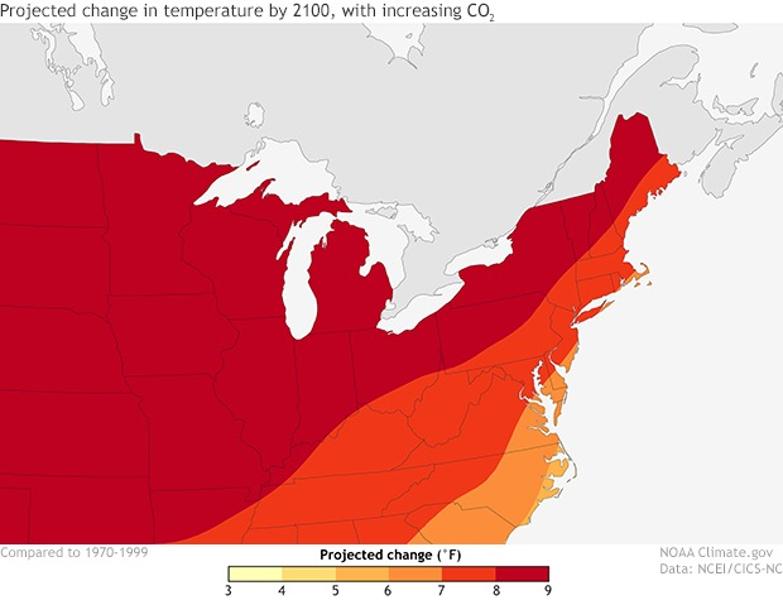 Projected change in temperature by 2100, with increasing CO₂
Compared to 1970-1999
Projected change (°F)
3 4 5 6 7 8 9
NOAA Climate.gov
Data: NCEI/CICS-NC